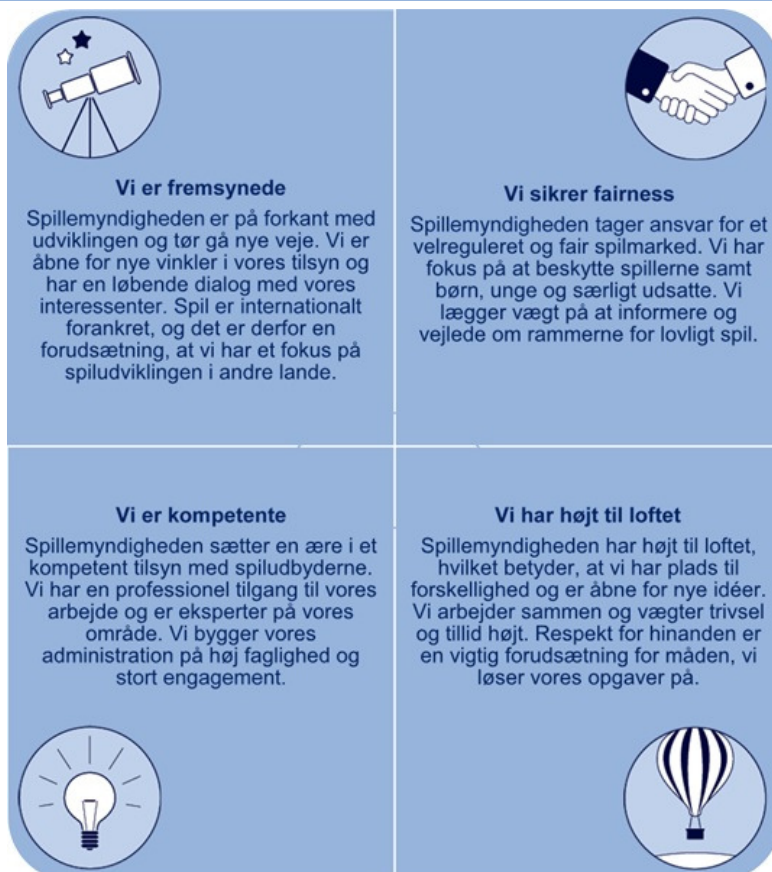 Vi er fremsynede
Spillemyndigheden er på forkant med
udviklingen og tør gå nye veje. Vi er
åbne for nye vinkler i vores tilsyn og
har en løbende dialog med vores
interessenter. Spil er internationalt
forankret, og det er derfor en
forudsætning, at vi har et fokus på
spiludviklingen i andre lande.
Vi sikrer fairness
Spillemyndigheden tager ansvar for et
velreguleret og fair spilmarked. Vi har
fokus på at beskytte spillerne samt
børn, unge og særligt udsatte. Vi
lægger vægt på at informere og
vejlede om rammerne for lovligt spil.
Vi er kompetente
Spillemyndigheden sætter en ære i et
kompetent tilsyn med spiludbyderne.
Vi har en professionel tilgang til vores
arbejde og er eksperter på vores
område. Vi bygger vores
administration på høj faglighed og
stort engagement.
Vi har højt til loftet
Spillemyndigheden har højt til loftet,
hvilket betyder, at vi har plads til
forskellighed og er åbne for nye idéer.
Vi arbejder sammen og vægter trivsel
og tillid højt. Respekt for hinanden er
en vigtig forudsætning for måden, vi
løser vores opgaver på.